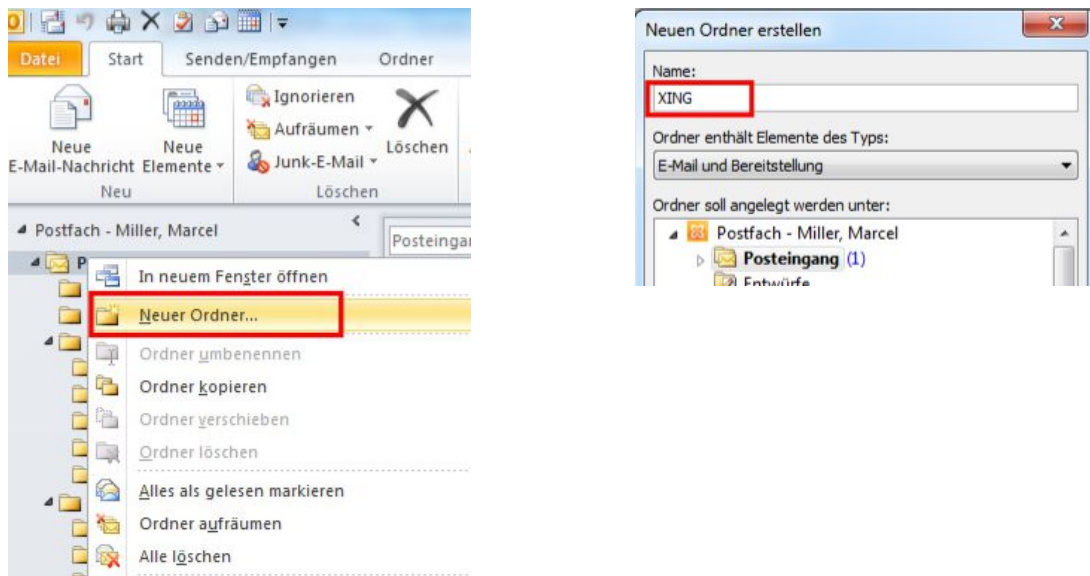 Datei Start Senden/Empfangen Ordner
Neue E-Mail-Nachricht
Neue Elemente
Ignorieren
Aufräumen
Junk-E-Mail
Löschen
Neu
Löschen
Postfach - Miller, Marcel
Posteingan
P
In neuem Fenster öffnen
Neuer Ordner...
Ordner umbenennen
Ordner kopieren
Ordner verschieben
Ordner löschen
Alles als gelesen markieren
Ordner aufräumen
Alle löschen
Neuen Ordner erstellen
Name:
XING
Ordner enthält Elemente des Typs:
E-Mail und Bereitstellung
Ordner soll angelegt werden unter:
Postfach - Miller, Marcel
Posteingang (1)
Entwürfe